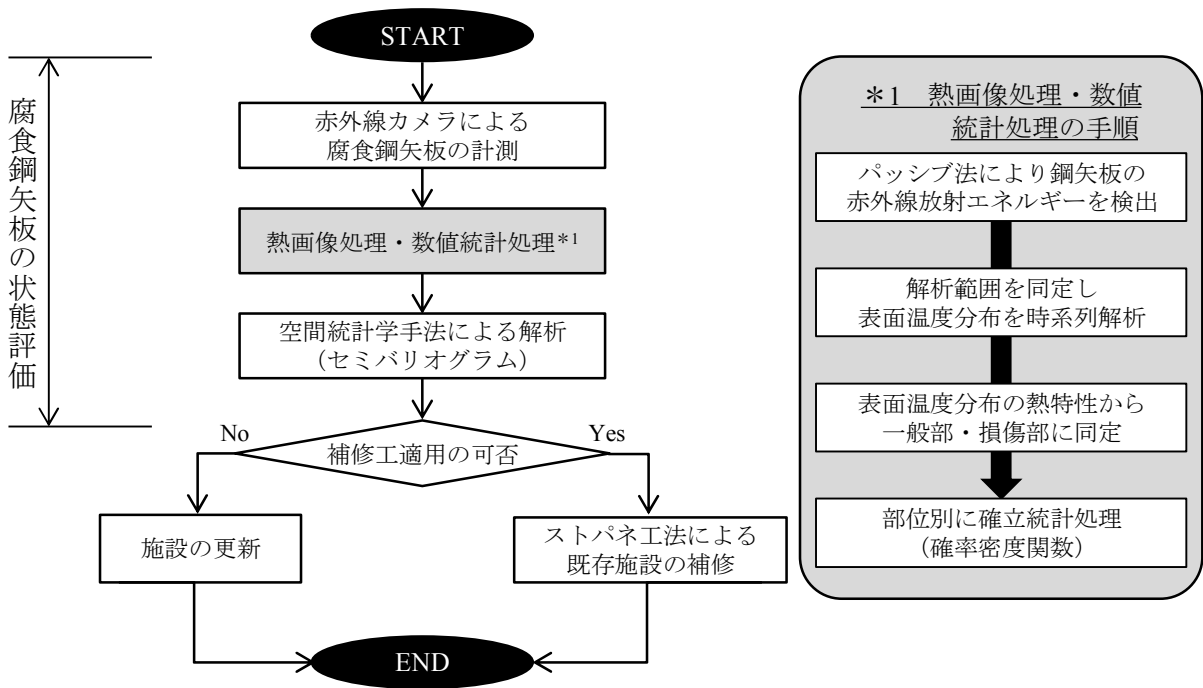 START
腐食鋼矢板の状態評価
赤外線カメラによる
腐食鋼矢板の計測
熱画像処理・数値統計処理*1
空間統計学手法による解析
(セミバリオグラム)
No
Yes
補修工適用の可否
施設の更新
ストパネ工法による
既存施設の補修
END
＊1　熱画像処理・数値
統計処理の手順
パッシブ法により鋼矢板の
赤外線放射エネルギーを検出
解析範囲を同定し
表面温度分布を時系列解析
表面温度分布の熱特性から
一般部・損傷部に同定
部位別に確立統計処理
(確率密度関数)